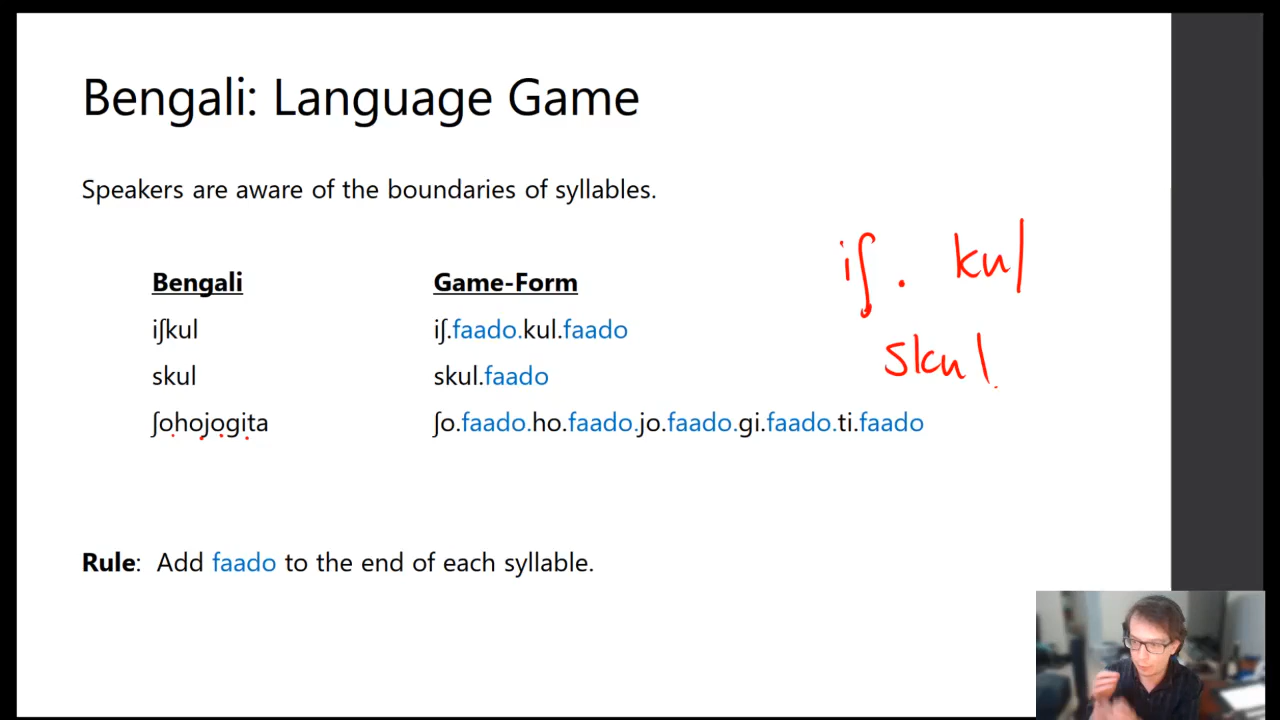 Bengali: Language Game
Speakers are aware of the boundaries of syllables.
Bengali Game-Form
iʃkul iʃ.faado.kul.faado
skul skul.faado
ʃohojogita ʃo.faado.ho.faado.jo.faado.gi.faado.ti.faado
iʃ . kul
skul
Rule: Add faado to the end of each syllable.